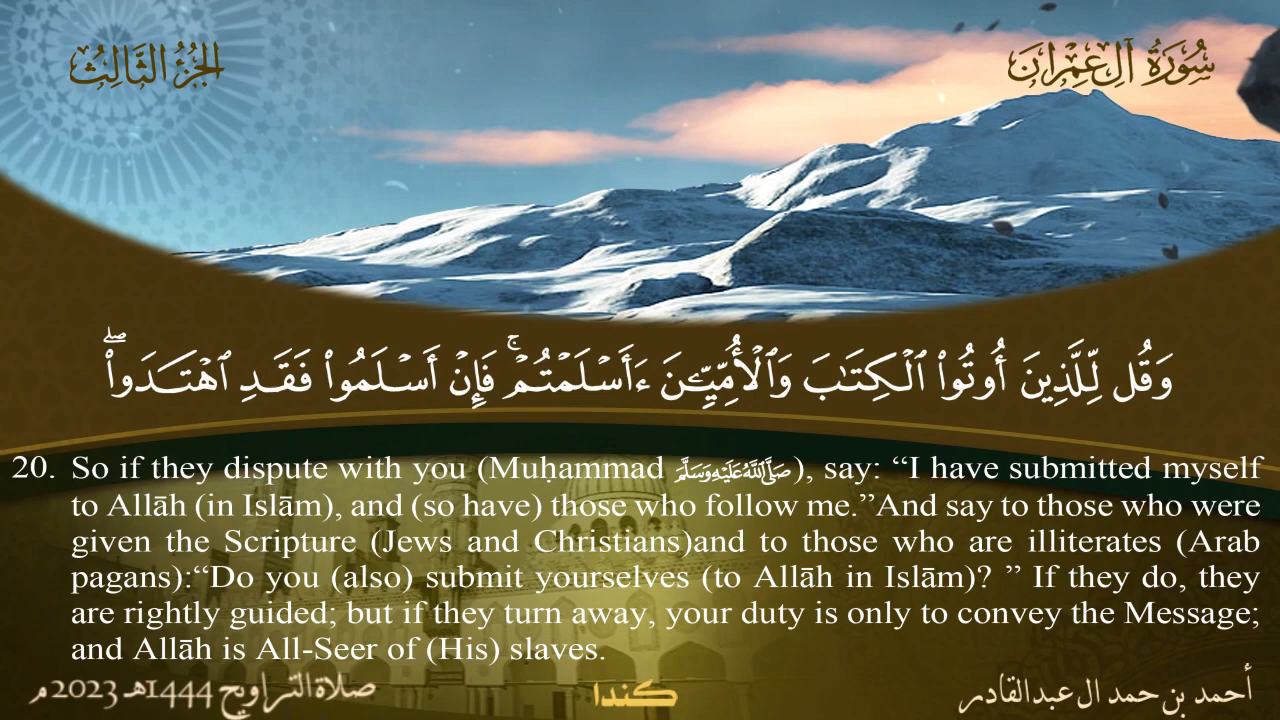 سُورَةُ آلِ عِمْرَانَ
الجُزْءُ الثَّالِثُ
وَقُل لِّلَّذِينَ أُوتُوا۟ ٱلْكِتَـٰبَ وَٱلْأُمِّيِّـۧنَ ءَأَسْلَمْتُمْ ۚ فَإِنْ أَسْلَمُوا۟ فَقَدِ ٱهْتَدَوا۟ ۖ
20. So if they dispute with you (Muḥammad ﷺ), say: “I have submitted myself
to Allāh (in Islām), and (so have) those who follow me.”And say to those who were
given the Scripture (Jews and Christians)and to those who are illiterates (Arab
pagans):“Do you (also) submit yourselves (to Allāh in Islām)? ” If they do, they
are rightly guided; but if they turn away, your duty is only to convey the Message;
and Allāh is All-Seer of (His) slaves.
أحمد بن حمد ال عبدالقادر
كندا
صلاة التراويح 1444هـ 2023م